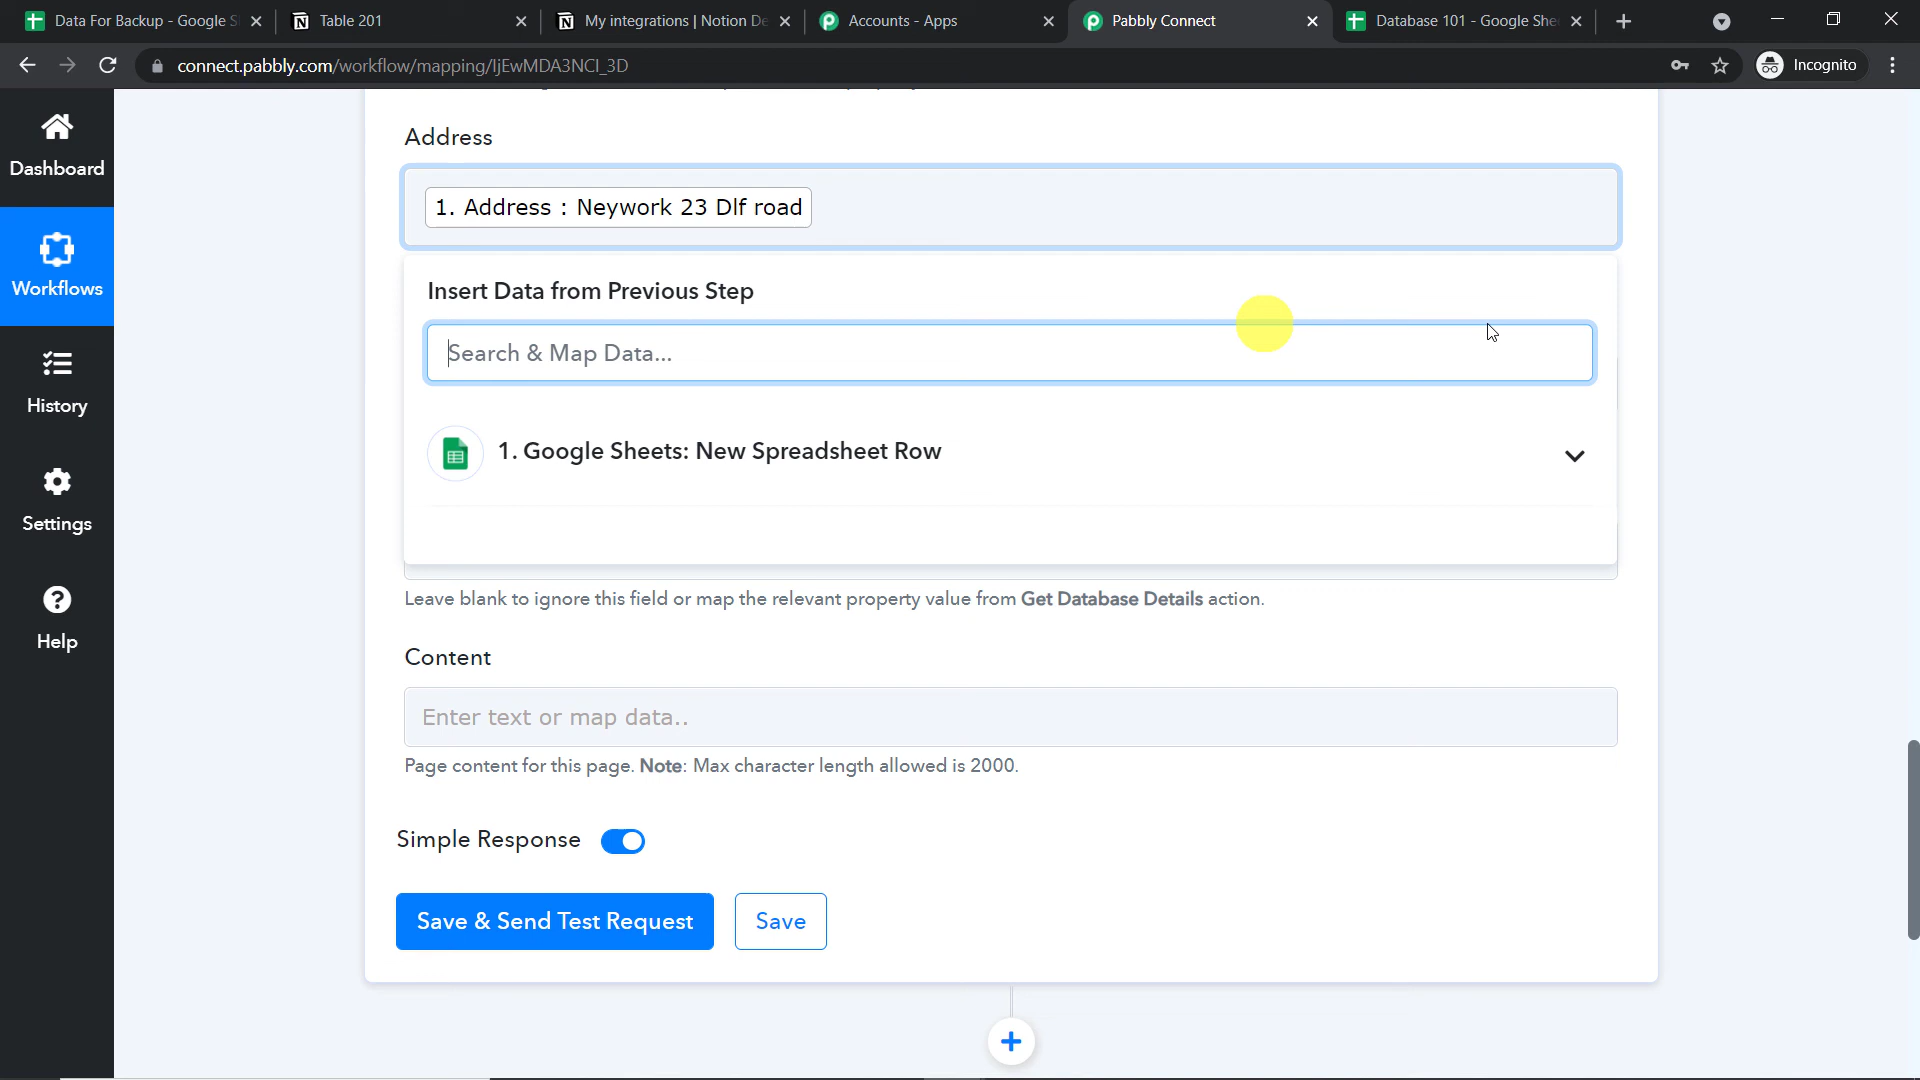 Data For Backup - Google S
Table 201
My integrations | Notion De
Accounts - Apps
Pabbly Connect
Database 101 - Google She
connect.pabbly.com/workflow/mapping/IjEwMDA3NCI_3D
Incognito
Dashboard
Workflows
History
Settings
Help
Address
1. Address : Neywork 23 Dlf road
Insert Data from Previous Step
Search & Map Data...
1. Google Sheets: New Spreadsheet Row
Leave blank to ignore this field or map the relevant property value from Get Database Details action.
Content
Enter text or map data..
Page content for this page. Note: Max character length allowed is 2000.
Simple Response
Save & Send Test Request
Save